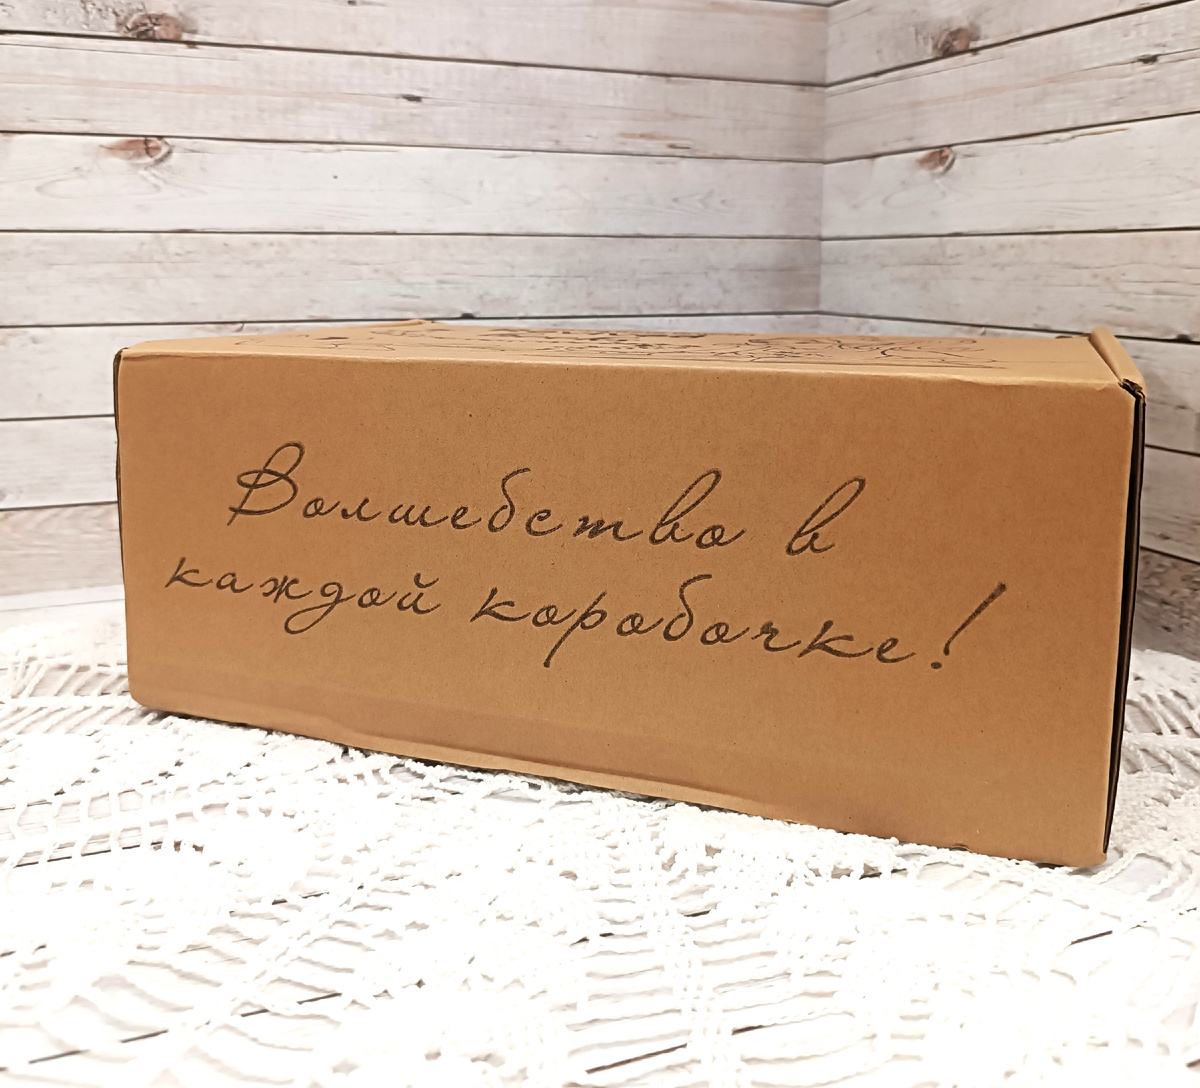 Волшебство в
каждой коробочке!